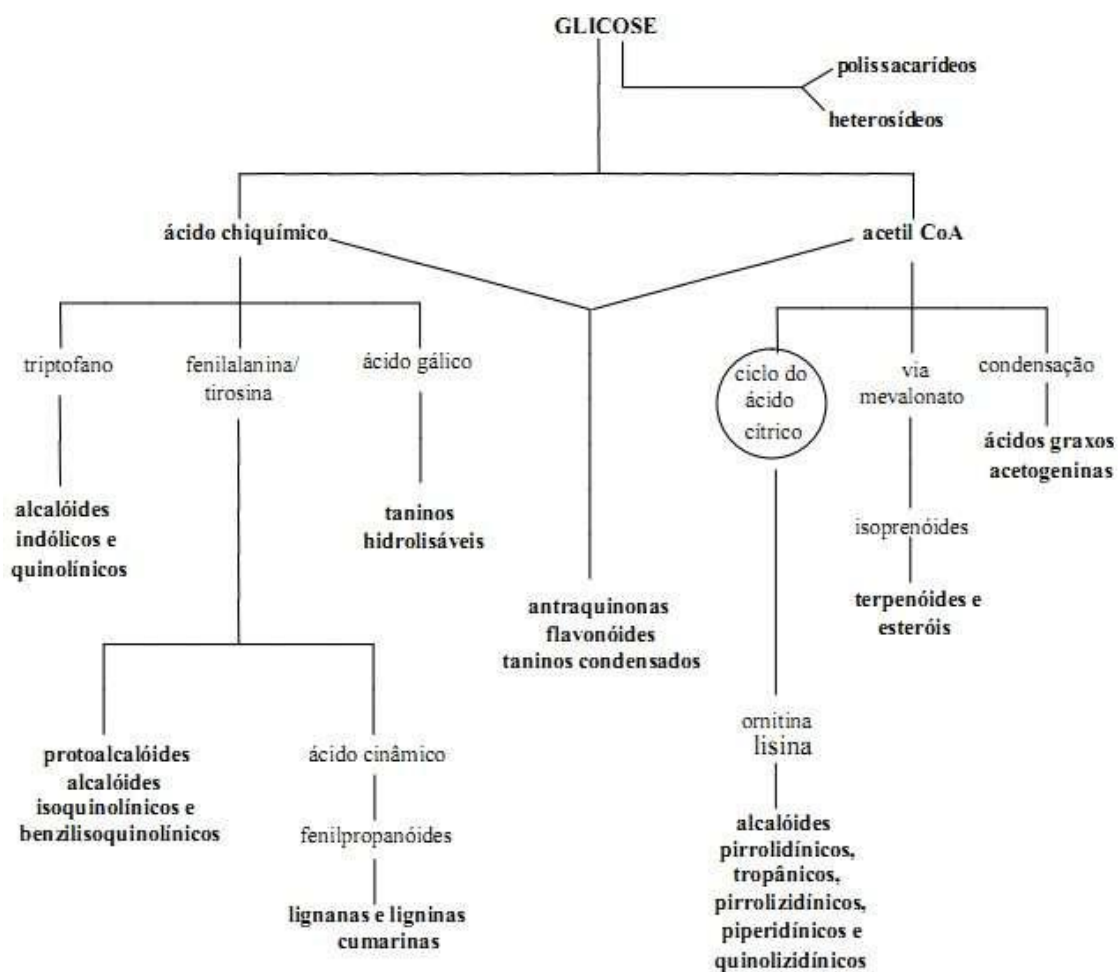 GLICOSE
polissacarídeos
heterosídeos
ácido chiquímico
acetil CoA
triptofano
fenilalanina/
tirosina
ácido gálico
ciclo do
ácido
cítrico
via
mevalonato
condensação
ácidos graxos
acetogeninas
alcalóides
indólicos e
quinolínicos
taninos
hidrolisáveis
isoprenóides
antraquinonas
flavonóides
taninos condensados
terpenóides e
esteróis
ornitina
lisina
protoalcalóides
alcalóides
isoquinolínicos e
benzilisoquinolínicos
ácido cinâmico
fenilpropanóides
lignanas e ligninas
cumarinas
alcalóides
pirrolidínicos,
tropânicos,
pirrolizidínicos,
piperidínicos e
quinolizidínicos